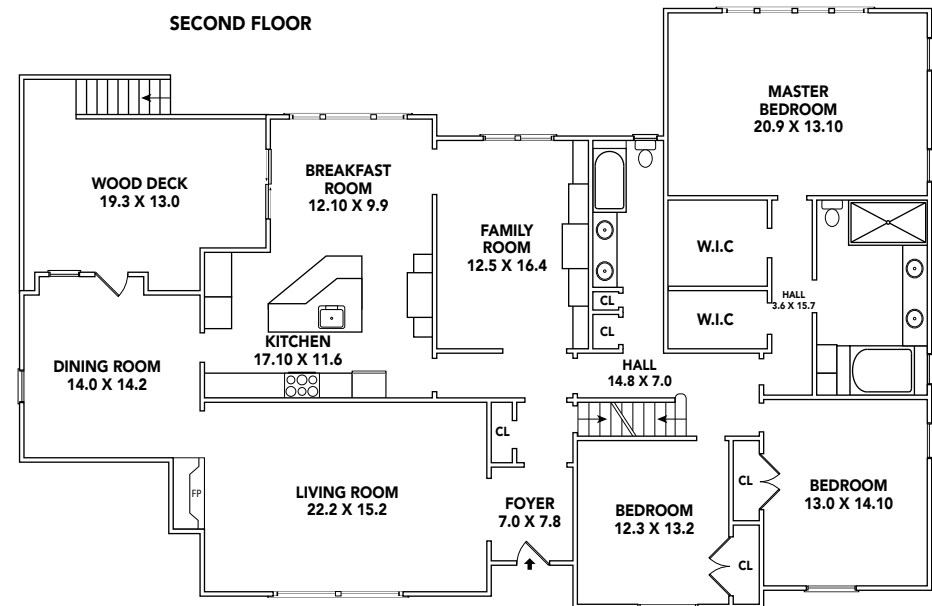 SECOND FLOOR
MASTER
BEDROOM
20.9 X 13.10
WOOD DECK
19.3 X 13.0
BREAKFAST
ROOM
12.10 X 9.9
FAMILY
ROOM
12.5 X 16.4
W.I.C
W.I.C
HALL
3.6 X 15.7
CL
CL
KITCHEN
17.10 X 11.6
DINING ROOM
14.0 X 14.2
HALL
14.8 X 7.0
CL
LIVING ROOM
22.2 X 15.2
FP
FOYER
7.0 X 7.8
BEDROOM
12.3 X 13.2
CL
CL
BEDROOM
13.0 X 14.10